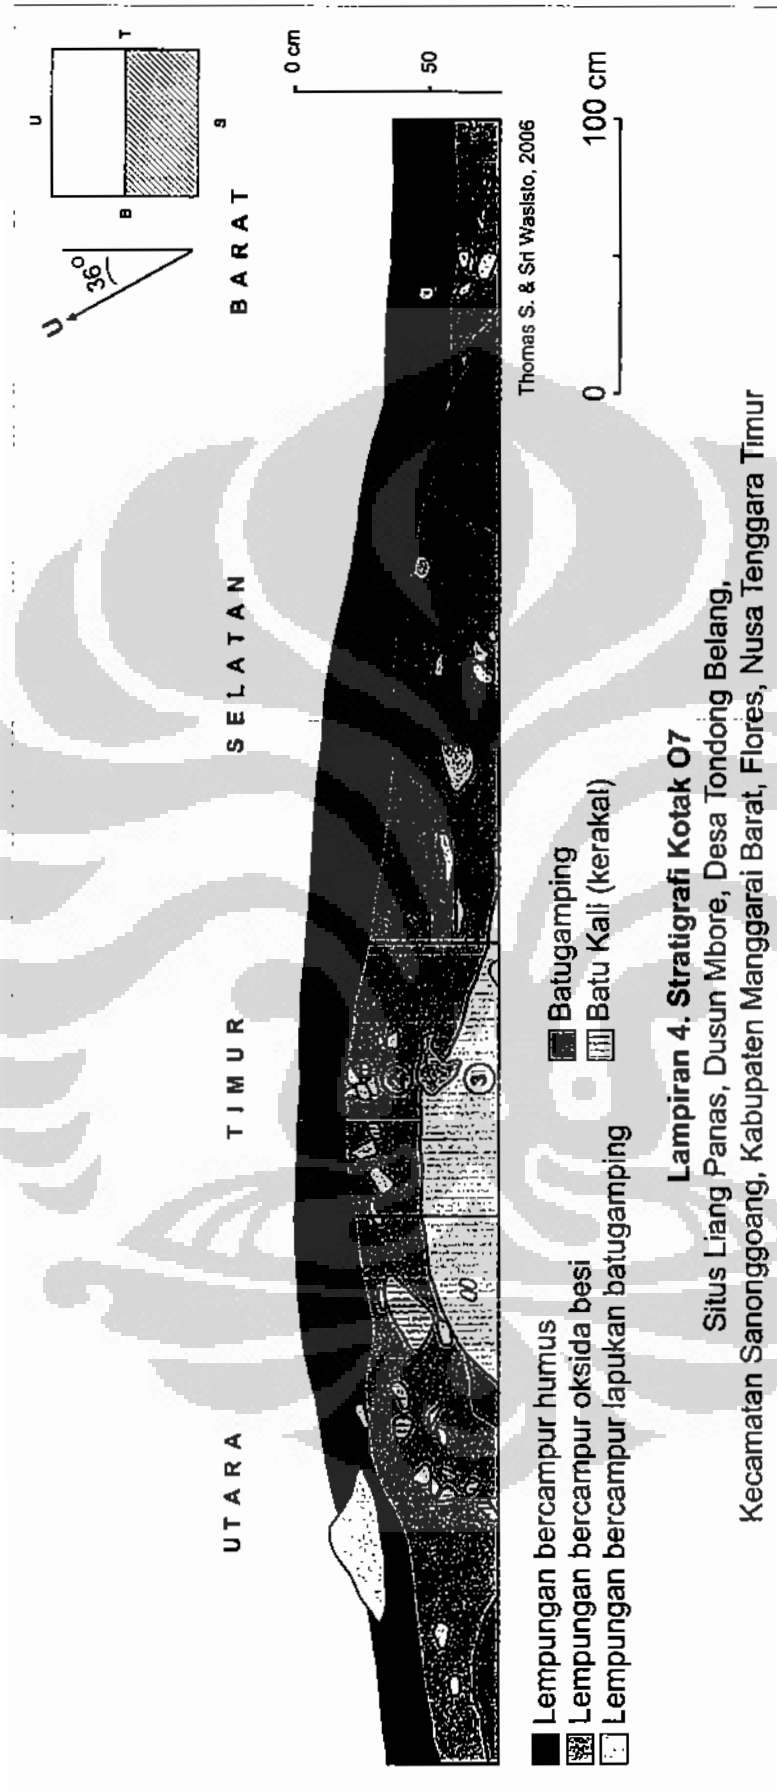 U
36°
U
B
T
S
UTARA
TIMUR
SELATAN
BARAT
0 cm
50
3
Thomas S. & Sri Wasisto, 2006
0
100 cm
Lempungan bercampur humus
Lempungan bercampur oksida besi
Lempungan bercampur lapukan batugamping
Batugamping
Batu Kali (kerakal)
Lampiran 4. Stratigrafi Kotak O7
Situs Liang Panas, Dusun Mbore, Desa Tondong Belang,
Kecamatan Sanonggoang, Kabupaten Manggarai Barat, Flores, Nusa Tenggara Timur